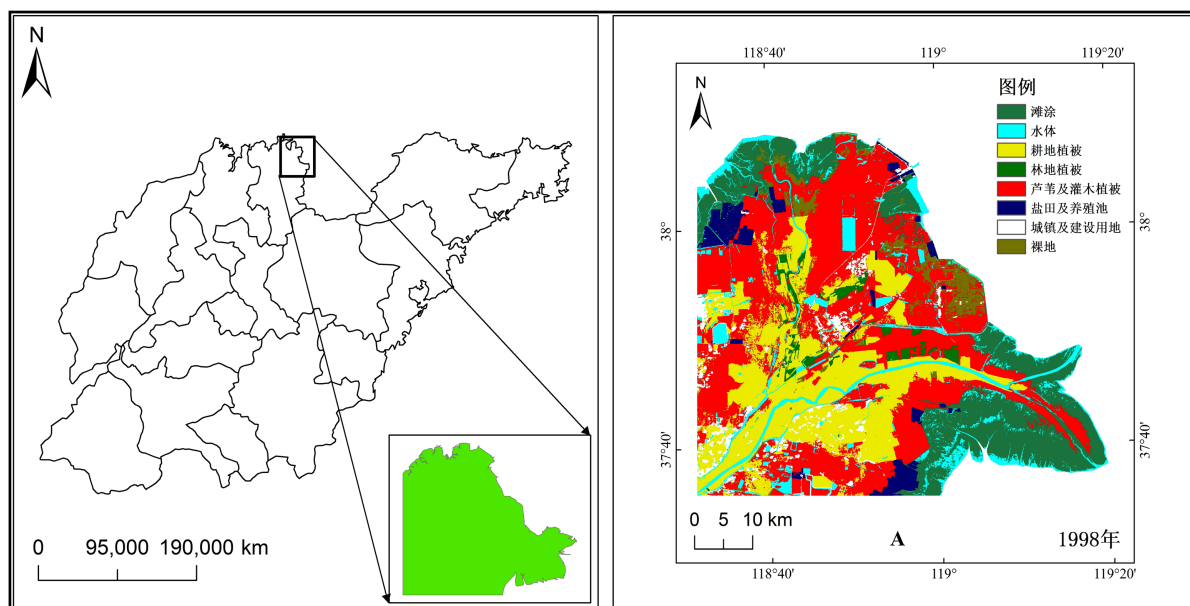 N
0 95,000 190,000 km
118°40' 119° 119°20'
N
图例
滩涂
水体
耕地植被
林地植被
芦苇及灌木植被
盐田及养殖池
城镇及建设用地
裸地
38° 38°
37°40' 37°40'
0 5 10 km
A
1998年
118°40' 119° 119°20'